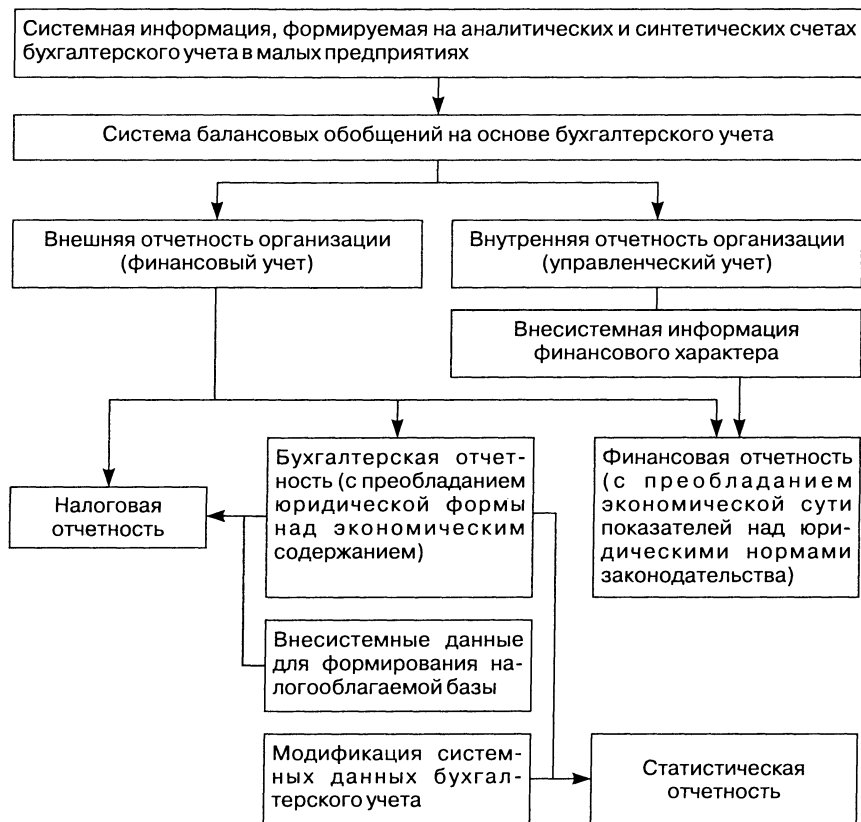 Системная информация, формируемая на аналитических и синтетических счетах
бухгалтерского учета в малых предприятиях
Система балансовых обобщений на основе бухгалтерского учета
Внешняя отчетность организации
(финансовый учет)
Внутренняя отчетность организации
(управленческий учет)
Внесистемная информация
финансового характера
Налоговая
отчетность
Бухгалтерская отчет-
ность (с преобладанием
юридической формы
над экономическим
содержанием)
Финансовая отчетность
(с преобладанием
экономической сути
показателей над юри-
дическими нормами
законодательства)
Внесистемные данные
для формирования на-
логооблагаемой базы
Модификация систем-
ных данных бухгал-
терского учета
Статистическая
отчетность